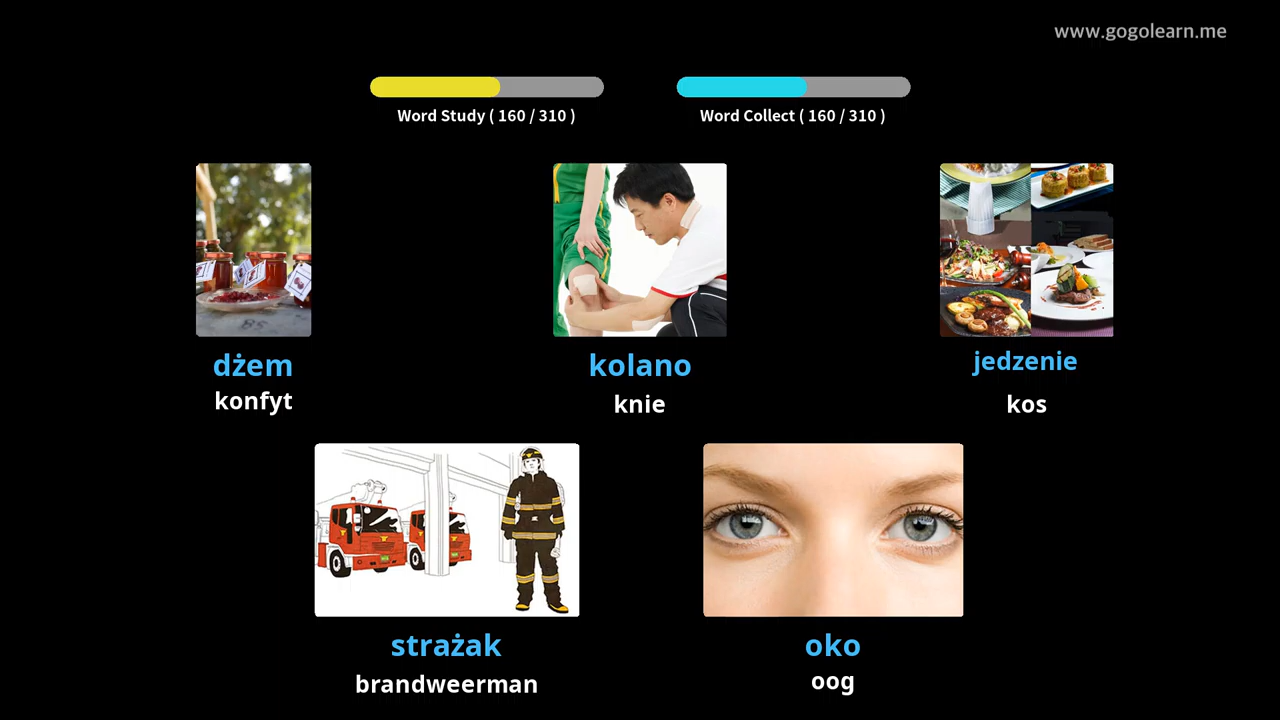 www.gogolearn.me
Word Study ( 160 / 310 )
Word Collect ( 160 / 310 )
dżem
konfyt
kolano
knie
jedzenie
kos
strażak
brandweerman
oko
oog